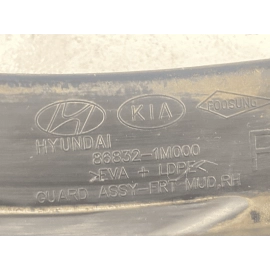 KIA
HYUNDAI
86832-1M000
>EVA + LDPE<
GUARD ASSY-FRT MUD,RH